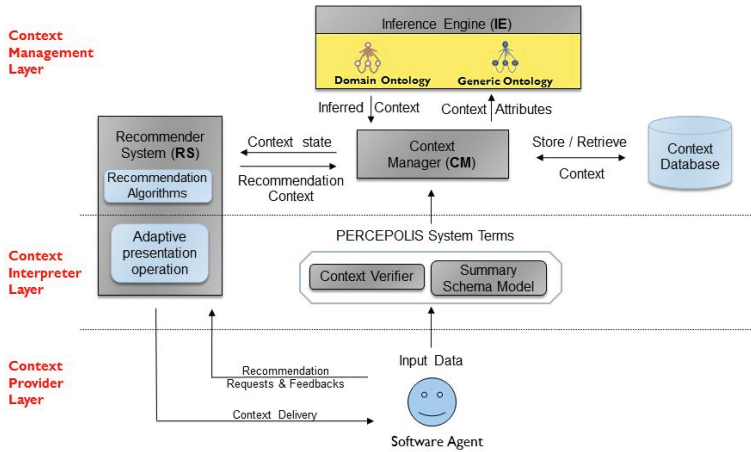 Context
Management
Layer
Inference Engine (IE)
Domain Ontology
Generic Ontology
Inferred Context
Context Attributes
Recommender
System (RS)
Recommendation
Algorithms
Context state
Recommendation
Context
Context
Manager (CM)
Store / Retrieve
Context
Context
Database
Context
Interpreter
Layer
Adaptive
presentation
operation
PERCEPOLIS System Terms
Context Verifier
Summary
Schema Model
Context
Provider
Layer
Recommendation
Requests & Feedbacks
Context Delivery
Input Data
Software Agent